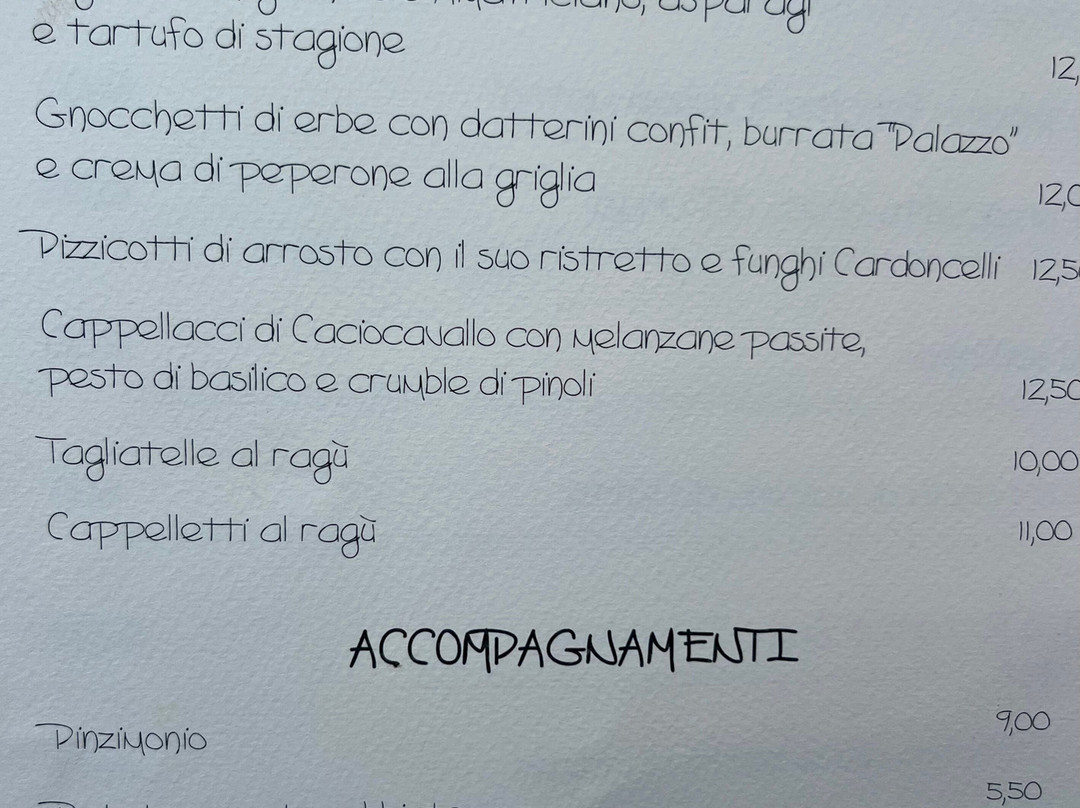 asparagi
e tartufo di stagione
12,
Gnocchetti di erbe con datterini confit, burrata "Palazzo"
e crema di peperone alla griglia
12,0
Pizzicotti di arrosto con il suo ristretto e funghi Cardoncelli 12,5
Cappellacci di Caciocavallo con melanzane passite,
pesto di basilico e crumble di pinoli
12,50
Tagliatelle al ragù 10,00
Cappelletti al ragù 11,00
ACCOMPAGNAMENTI
Pinzimonio 9,00
5,50